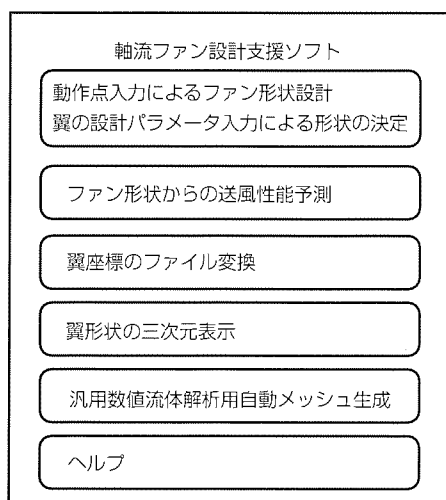 軸流ファン設計支援ソフト
動作点入力によるファン形状設計
翼の設計パラメータ入力による形状の決定
ファン形状からの送風性能予測
翼座標のファイル変換
翼形状の三次元表示
汎用数値流体解析用自動メッシュ生成
ヘルプ